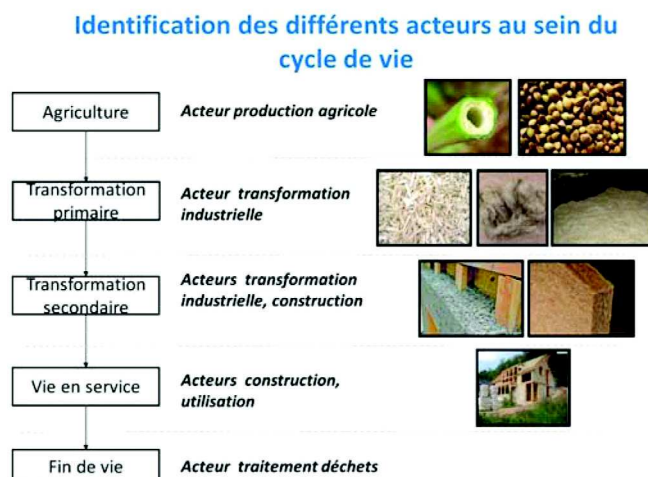 Identification des différents acteurs au sein du
cycle de vie
Agriculture
Acteur production agricole
Transformation
primaire
Acteur transformation
industrielle
Transformation
secondaire
Acteurs transformation
industrielle, construction
Vie en service
Acteurs construction,
utilisation
Fin de vie
Acteur traitement déchets